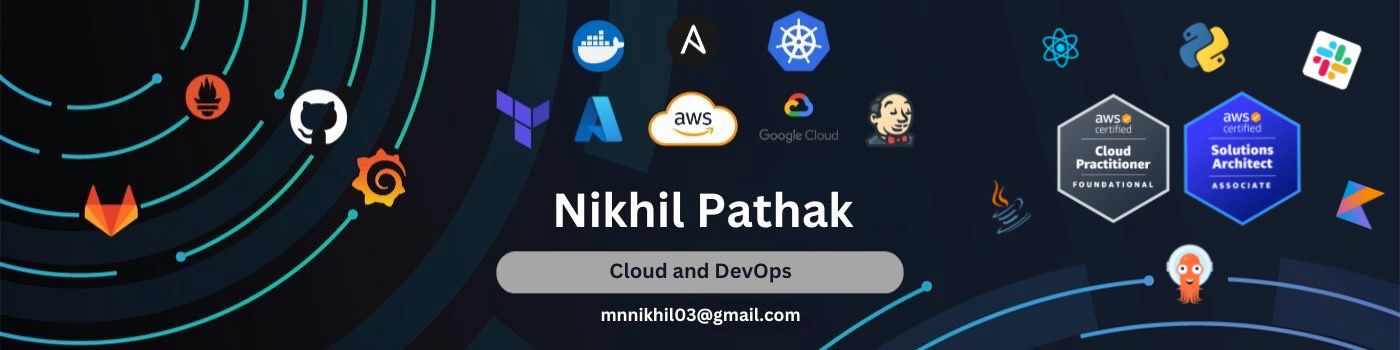 aws
Google Cloud
aws
certified
Cloud
Practitioner
FOUNDATIONAL
aws
certified
Solutions
Architect
ASSOCIATE
Nikhil Pathak
Cloud and DevOps
mnnikhil03@gmail.com